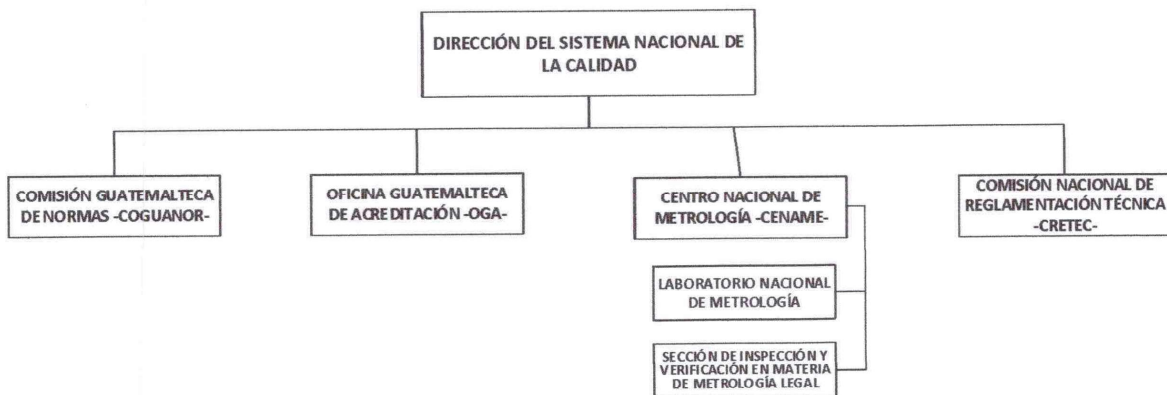 DIRECCIÓN DEL SISTEMA NACIONAL DE
LA CALIDAD
COMISIÓN GUATEMALTECA
DE NORMAS -COGUANOR-
OFICINA GUATEMALTECA
DE ACREDITACIÓN -OGA-
CENTRO NACIONAL DE
METROLOGÍA -CENAME-
COMISIÓN NACIONAL DE
REGLAMENTACIÓN TÉCNICA
-CRETEC-
LABORATORIO NACIONAL
DE METROLOGÍA
SECCIÓN DE INSPECCIÓN Y
VERIFICACIÓN EN MATERIA
DE METROLOGÍA LEGAL